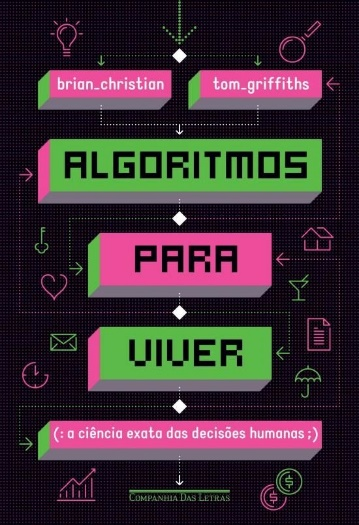 brian_christian
tom_griffiths
ALGORITMOS
PARA
VIVER
(: a ciência exata das decisões humanas ;)
COMPANHIA DAS LETRAS